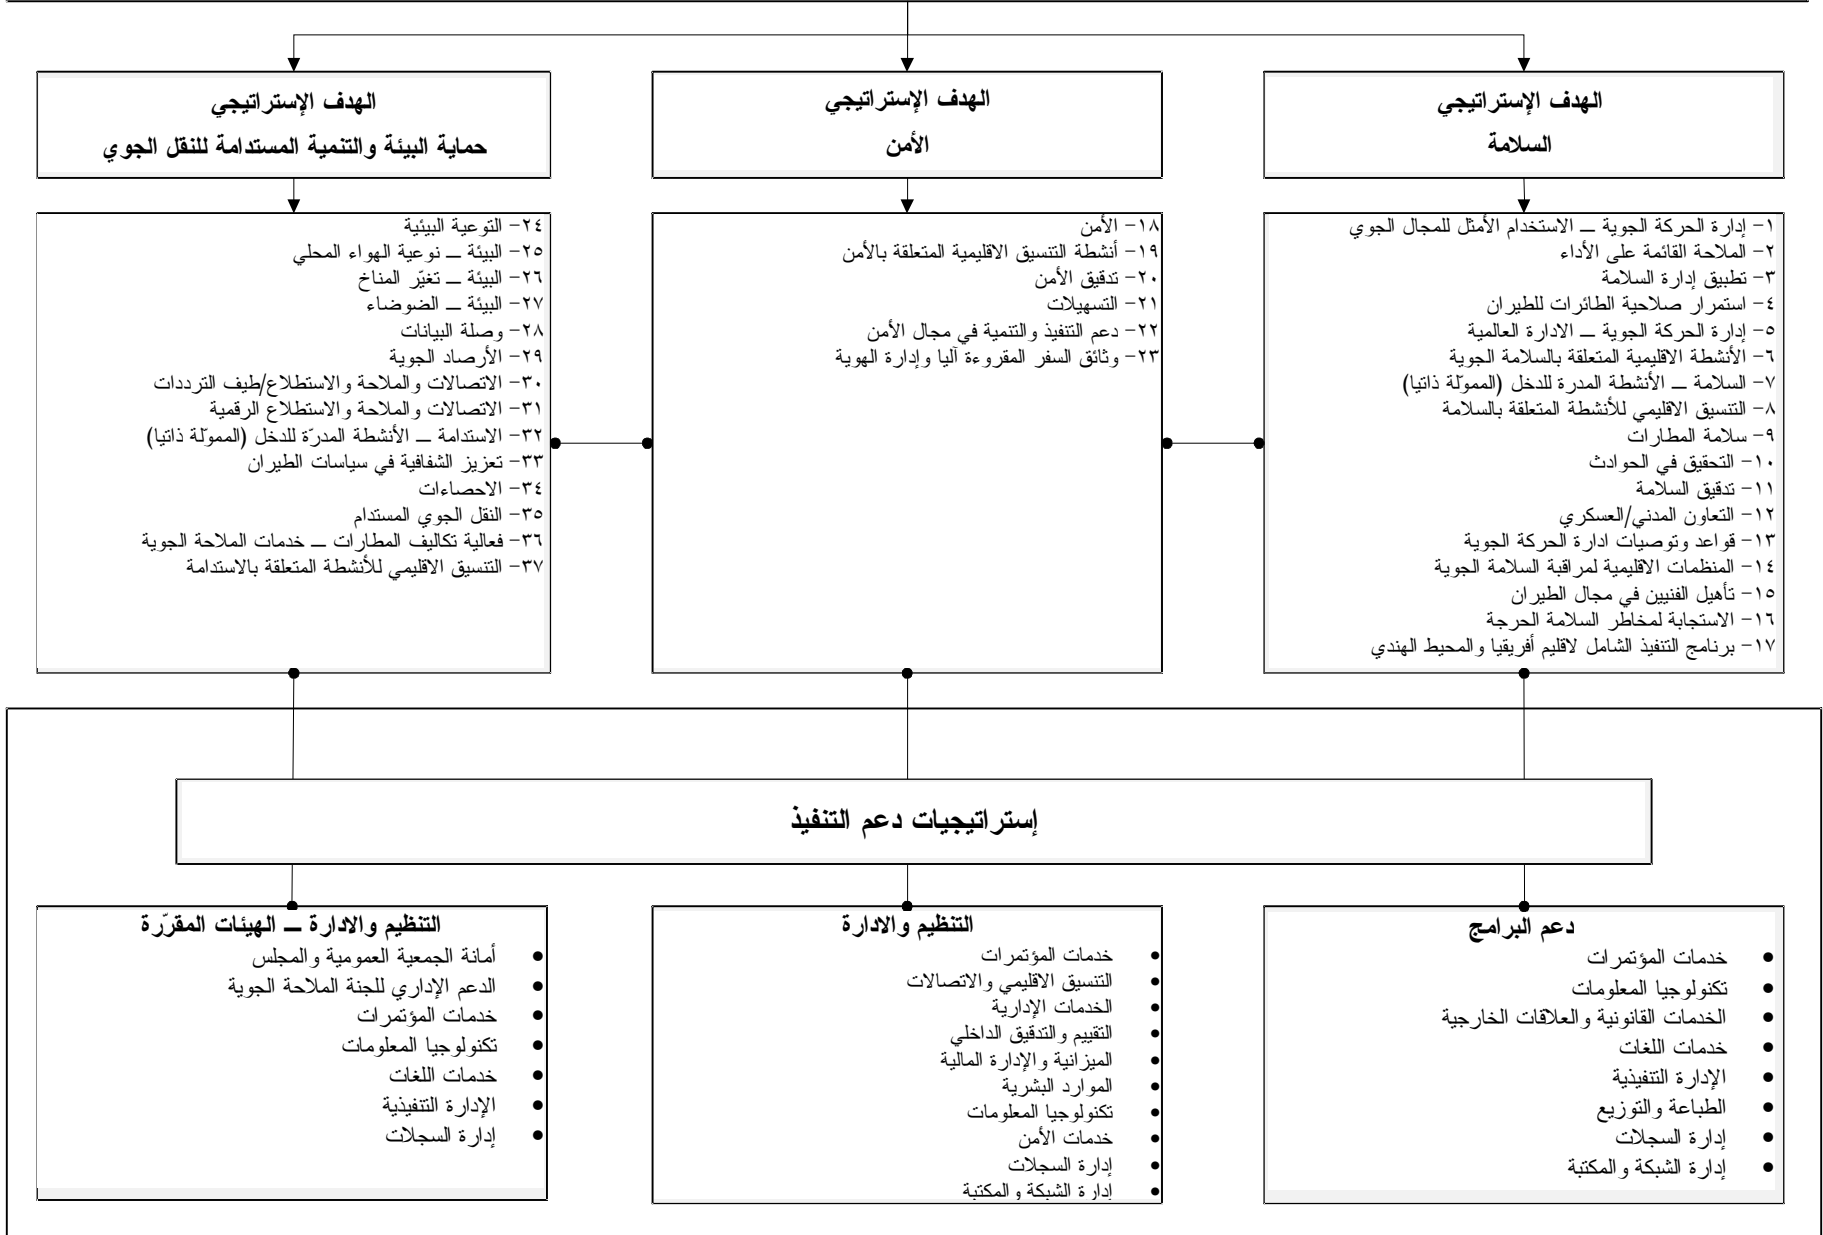 الهدف الإستراتيجي
السلامة
الهدف الإستراتيجي
الأمن
الهدف الإستراتيجي
حماية البيئة والتنمية المستدامة للنقل الجوي
١- إدارة الحركة الجوية ــ الاستخدام الأمثل للمجال الجوي
٢- الملاحة القائمة على الأداء
٣- تطبيق إدارة السلامة
٤- استمرار صلاحية الطائرات للطيران
٥- إدارة الحركة الجوية ــ الادارة العالمية
٦- الأنشطة الاقليمية المتعلقة بالسلامة الجوية
٧- السلامة ــ الأنشطة المدرة للدخل (المموّلة ذاتيا)
٨- التنسيق الاقليمي للأنشطة المتعلقة بالسلامة
٩- سلامة المطارات
١٠- التحقيق في الحوادث
١١- تدقيق السلامة
١٢- التعاون المدني/العسكري
١٣- قواعد وتوصيات ادارة الحركة الجوية
١٤- المنظمات الاقليمية لمراقبة السلامة الجوية
١٥- تأهيل الفنيين في مجال الطيران
١٦- الاستجابة لمخاطر السلامة الحرجة
١٧- برنامج التنفيذ الشامل لاقليم أفريقيا والمحيط الهندي
١٨- الأمن
١٩- أنشطة التنسيق الاقليمية المتعلقة بالأمن
٢٠- تدقيق الأمن
٢١- التسهيلات
٢٢- دعم التنفيذ والتنمية في مجال الأمن
٢٣- وثائق السفر المقروءة آليا وإدارة الهوية
٢٤- التوعية البيئية
٢٥- البيئة ــ نوعية الهواء المحلي
٢٦- البيئة ــ تغيّر المناخ
٢٧- البيئة ــ الضوضاء
٢٨- وصلة البيانات
٢٩- الأرصاد الجوية
٣٠- الاتصالات والملاحة والاستطلاع/طيف الترددات
٣١- الاتصالات والملاحة والاستطلاع الرقمية
٣٢- الاستدامة ــ الأنشطة المدرّة للدخل (المموّلة ذاتيا)
٣٣- تعزيز الشفافية في سياسات الطيران
٣٤- الاحصاءات
٣٥- النقل الجوي المستدام
٣٦- فعالية تكاليف المطارات ــ خدمات الملاحة الجوية
٣٧- التنسيق الاقليمي للأنشطة المتعلقة بالاستدامة
إستراتيجيات دعم التنفيذ
دعم البرامج
• خدمات المؤتمرات
• تكنولوجيا المعلومات
• الخدمات القانونية والعلاقات الخارجية
• خدمات اللغات
• الإدارة التنفيذية
• الطباعة والتوزيع
• إدارة السجلات
• إدارة الشبكة والمكتبة
التنظيم والادارة
• خدمات المؤتمرات
• التنسيق الاقليمي والاتصالات
• الخدمات الإدارية
• التقييم والتدقيق الداخلي
• الميزانية والإدارة المالية
• الموارد البشرية
• تكنولوجيا المعلومات
• خدمات الأمن
• إدارة السجلات
• إدارة الشبكة والمكتبة
التنظيم والادارة ــ الهيئات المقرّرة
• أمانة الجمعية العمومية والمجلس
• الدعم الإداري للجنة الملاحة الجوية
• خدمات المؤتمرات
• تكنولوجيا المعلومات
• خدمات اللغات
• الإدارة التنفيذية
• إدارة السجلات